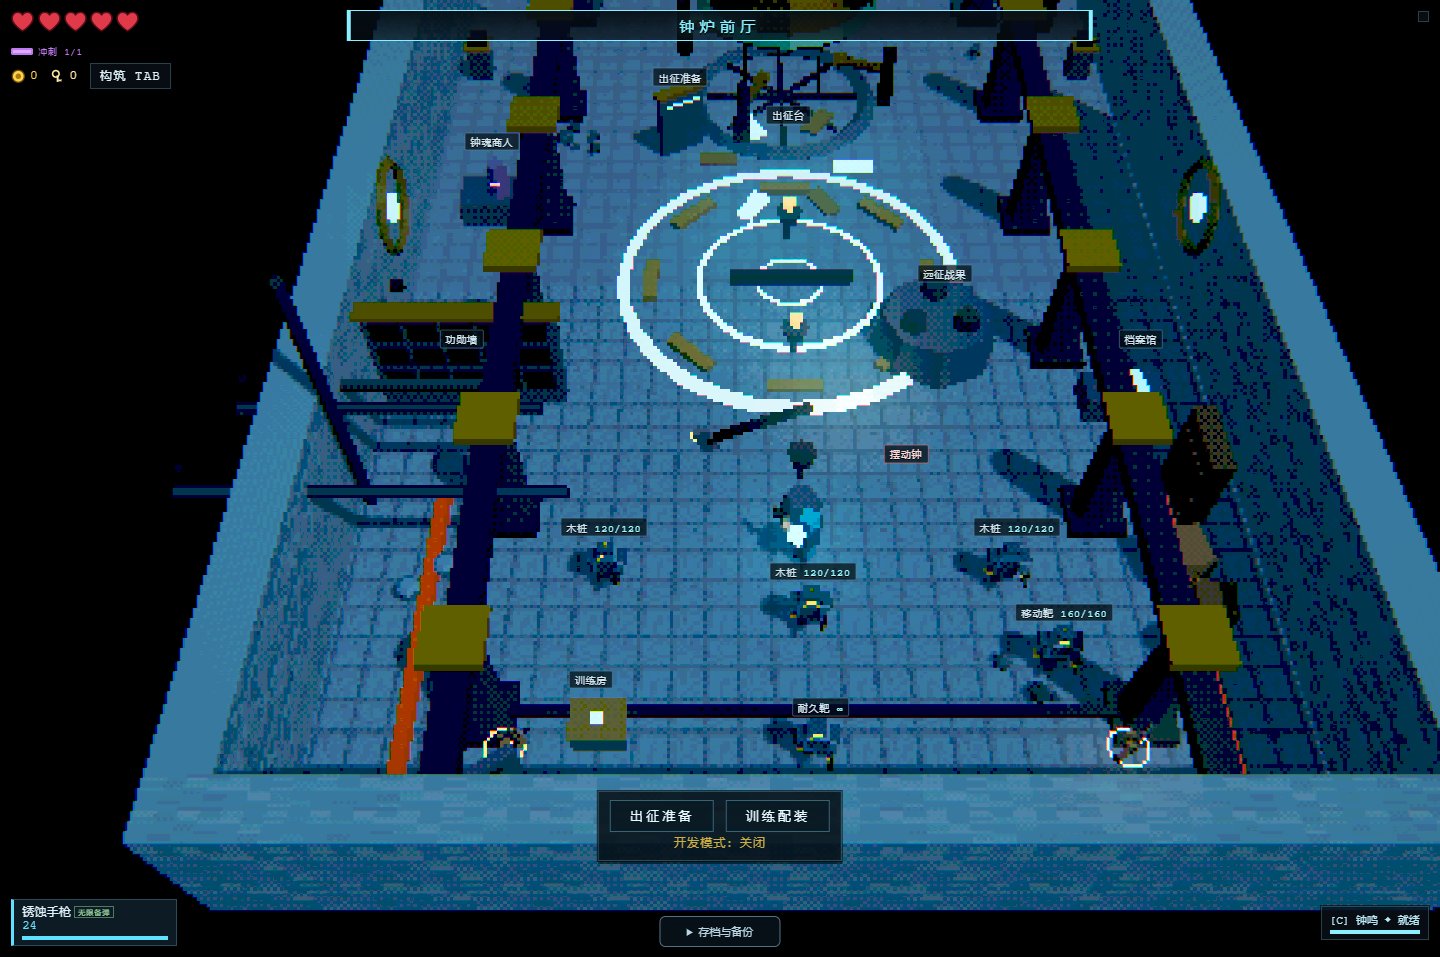 钟炉前厅
冲刺 1/1
0 0 构筑 TAB
出征准备
出征台
钟魂商人
远征战果
功勋墙
档案馆
摆动钟
木桩 120/120
木桩 120/120
木桩 120/120
移动靶 160/160
训练房
耐久靶 ∞
出征准备 训练配装
开发模式: 关闭
锈蚀手枪 无限备弹
24
▶ 存档与备份
[C] 钟鸣 ◆ 就绪